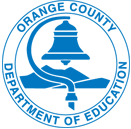 ORANGE COUNTY
DEPARTMENT OF EDUCATION